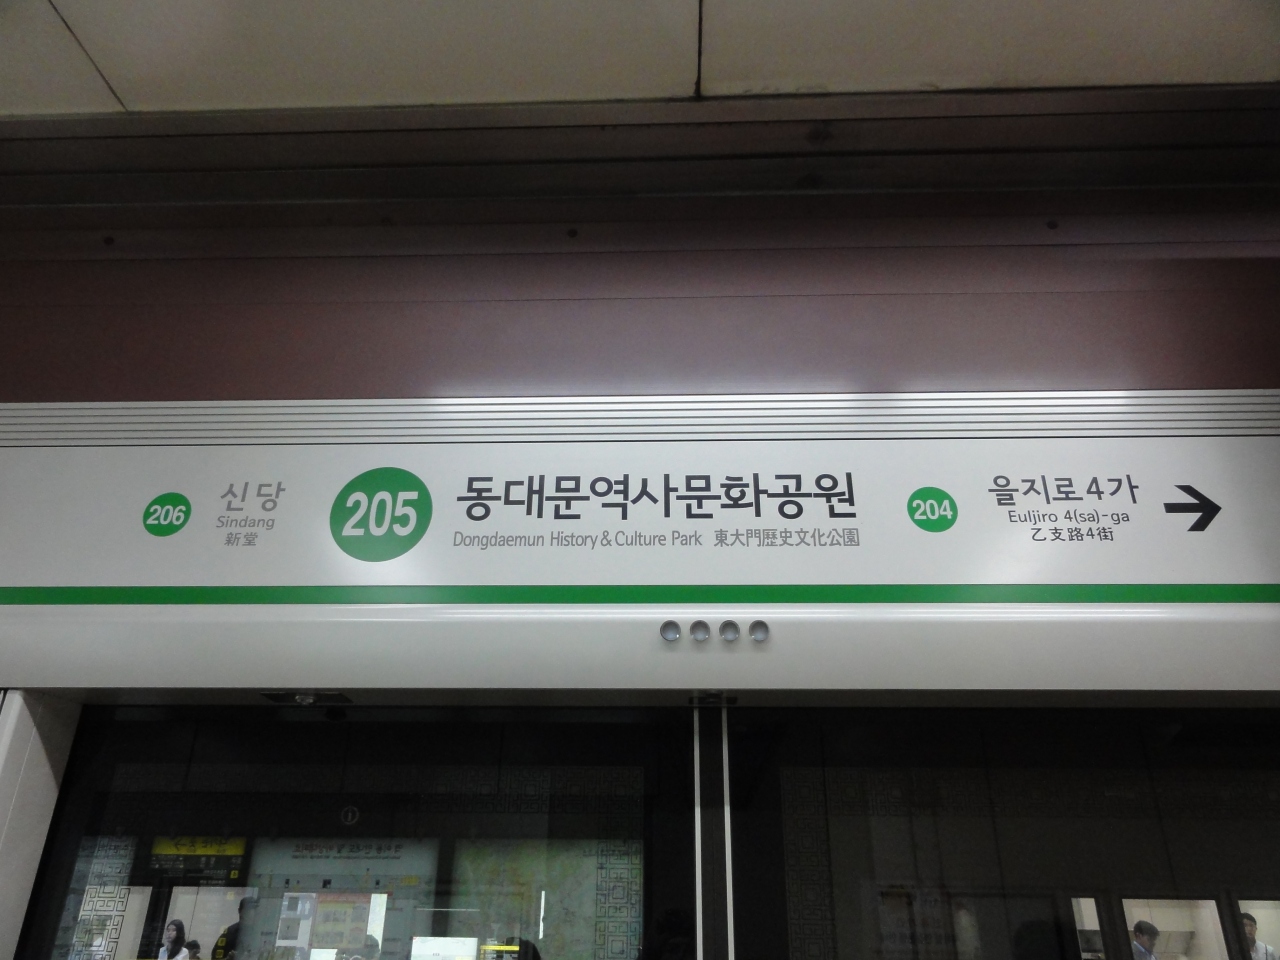 206 신당
Sindang
新堂
205 동대문역사문화공원
Dongdaemun History & Culture Park 東大門歷史文化公園
204 을지로4가
Euljiro 4(sa)-ga
乙支路4街